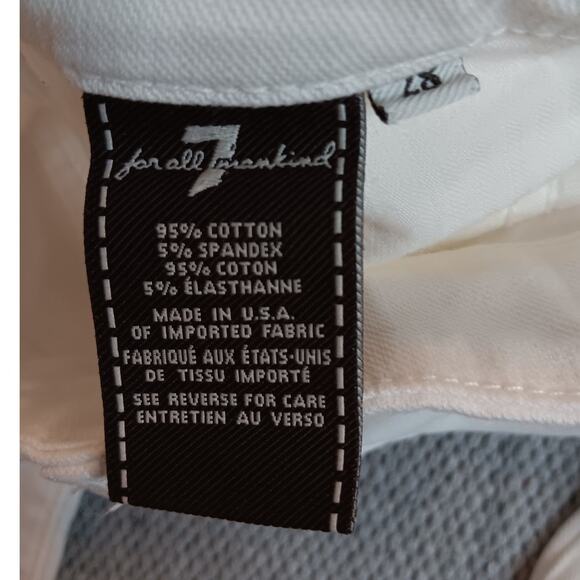 28
7
for all mankind
95% COTTON
5% SPANDEX
95% COTON
5% ÉLASTHANNE
MADE IN U.S.A.
OF IMPORTED FABRIC
FABRIQUÉ AUX ÉTATS-UNIS
DE TISSU IMPORTÉ
SEE REVERSE FOR CARE
ENTRETIEN AU VERSO